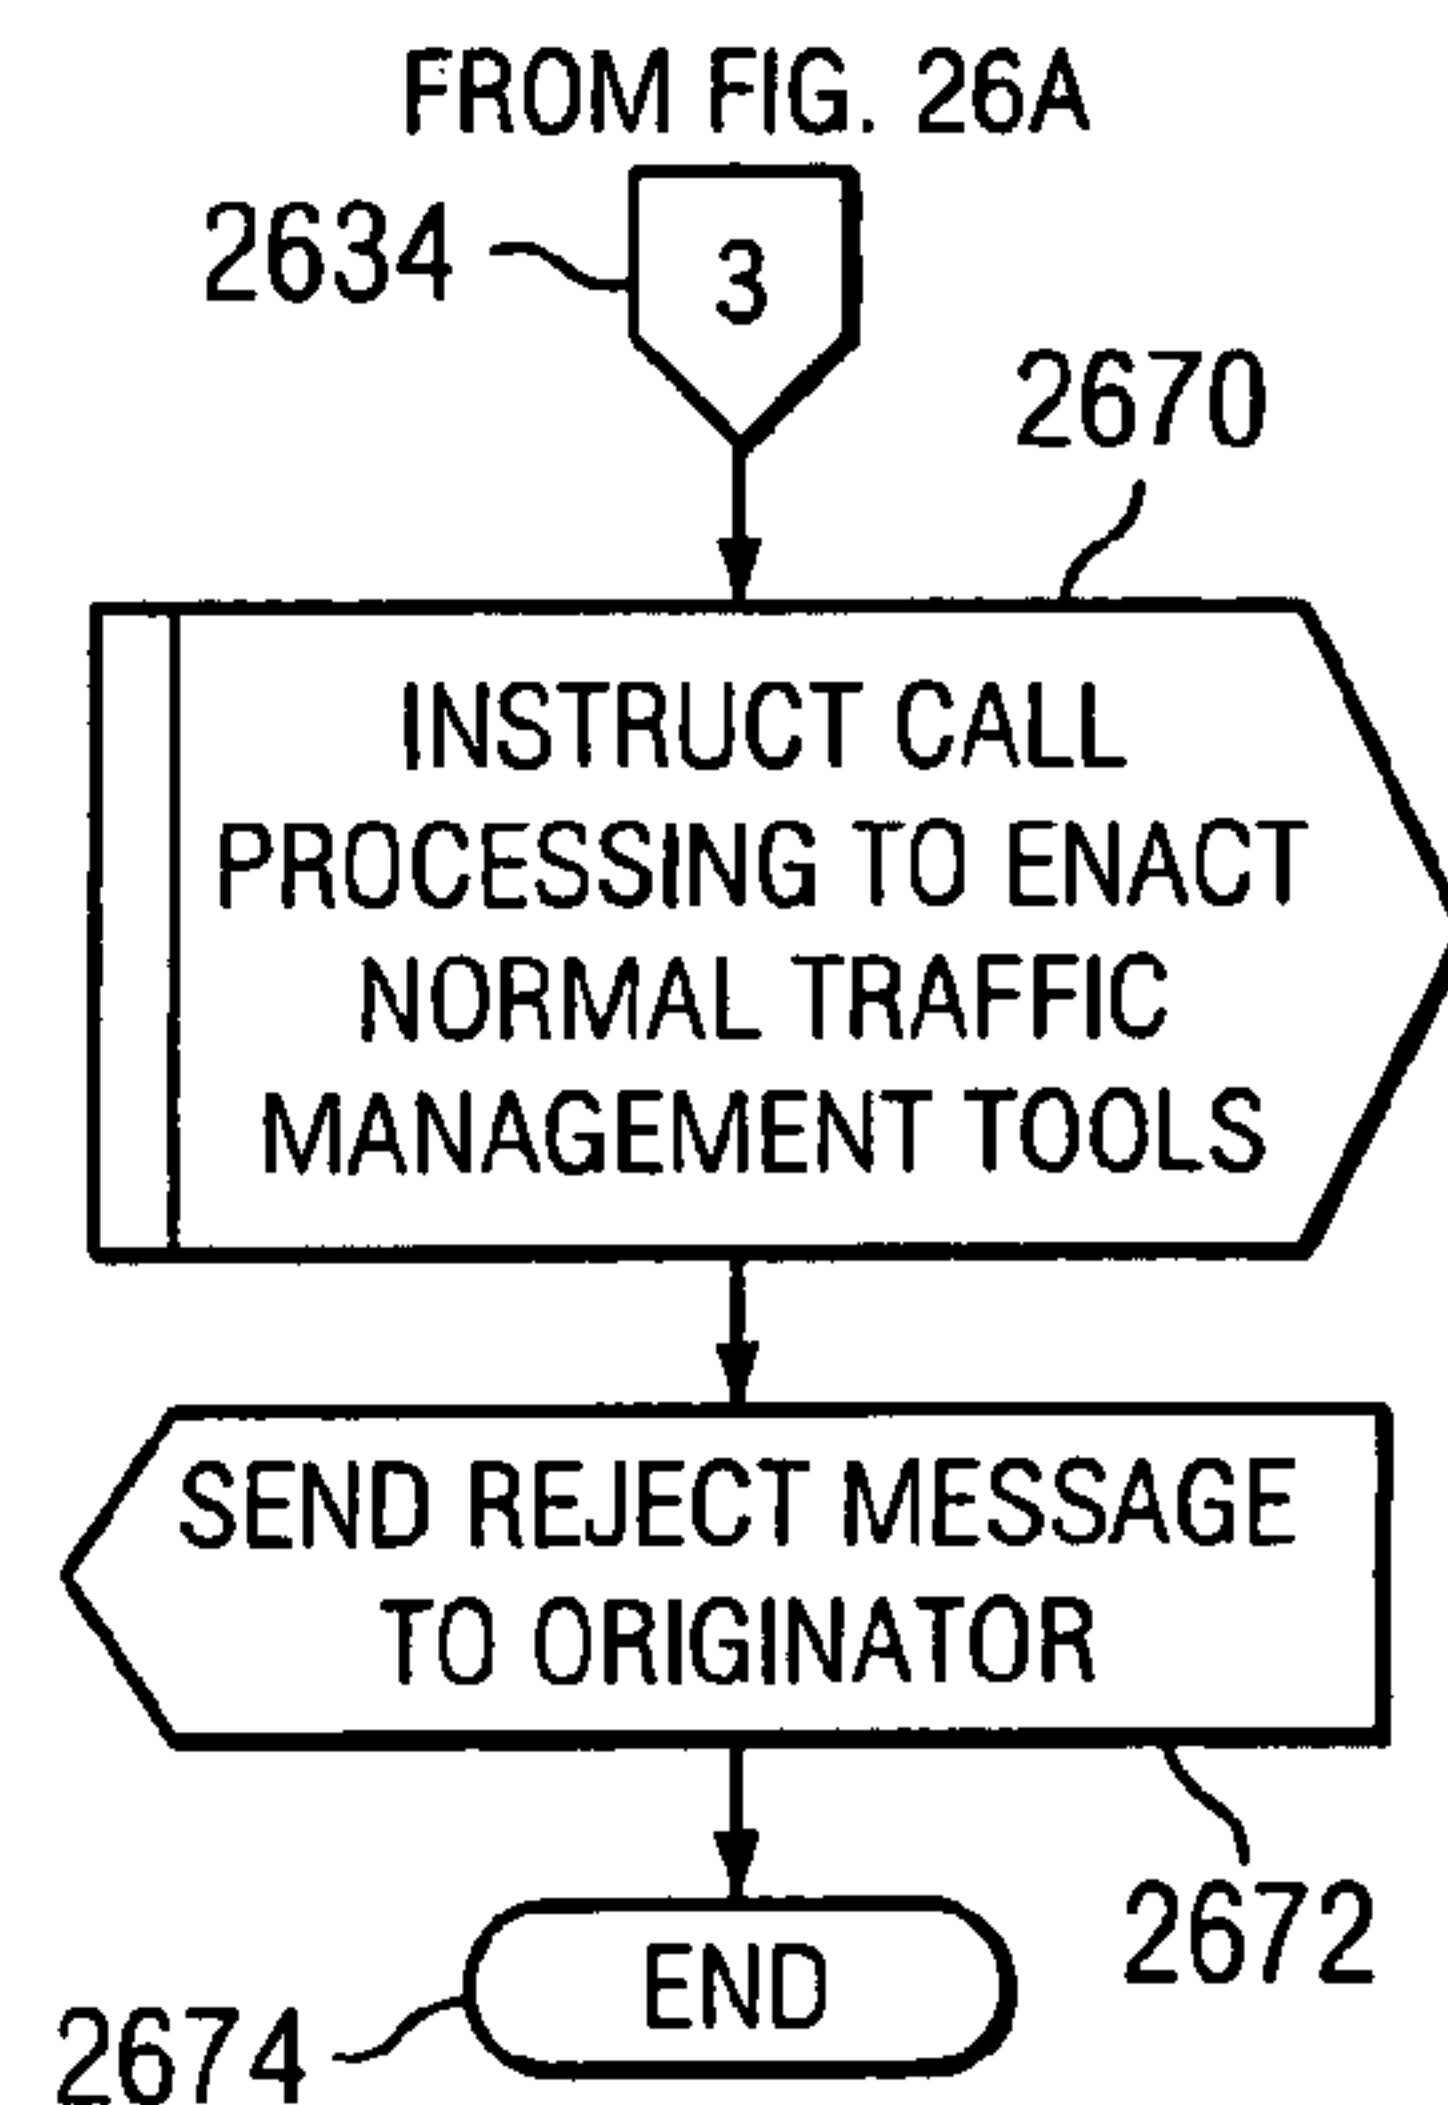 FROM FIG. 26A
2634
3
2670
INSTRUCT CALL
PROCESSING TO ENACT
NORMAL TRAFFIC
MANAGEMENT TOOLS
SEND REJECT MESSAGE
TO ORIGINATOR
2672
END
2674